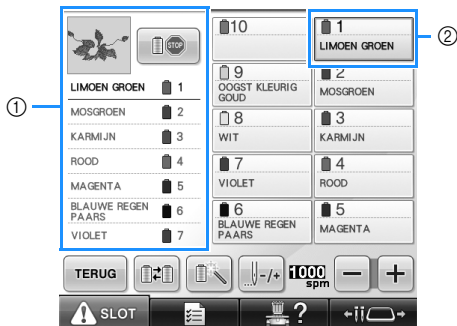 ①
STOP
LIMOEN GROEN 1
MOSGROEN 2
KARMIJN 3
ROOD 4
MAGENTA 5
BLAUWE REGEN
PAARS 6
VIOLET 7
10
9
OOGST KLEURIG
GOUD
8
WIT
7
VIOLET
6
BLAUWE REGEN
PAARS
②
1
LIMOEN GROEN
2
MOSGROEN
3
KARMIJN
4
ROOD
5
MAGENTA
TERUG
-/+
1000
spm
- +
SLOT
?